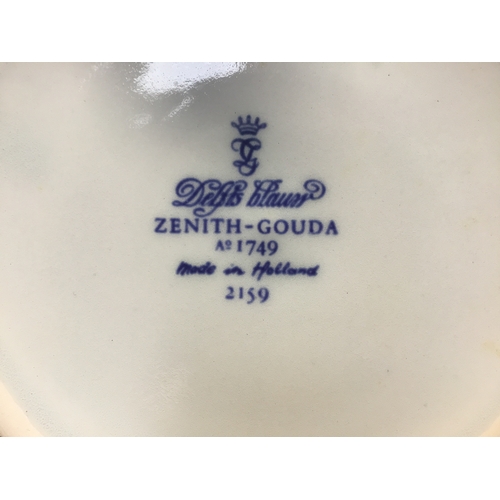 Delfts blauw
ZENITH-GOUDA
Aº 1749
Made in Holland
2159